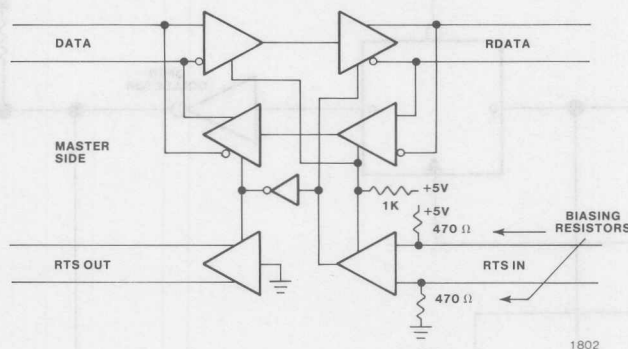 DATA
RDATA
MASTER
SIDE
+5V
1K
+5V
470 Ω
BIASING
RESISTORS
RTS OUT
RTS IN
470 Ω
1802